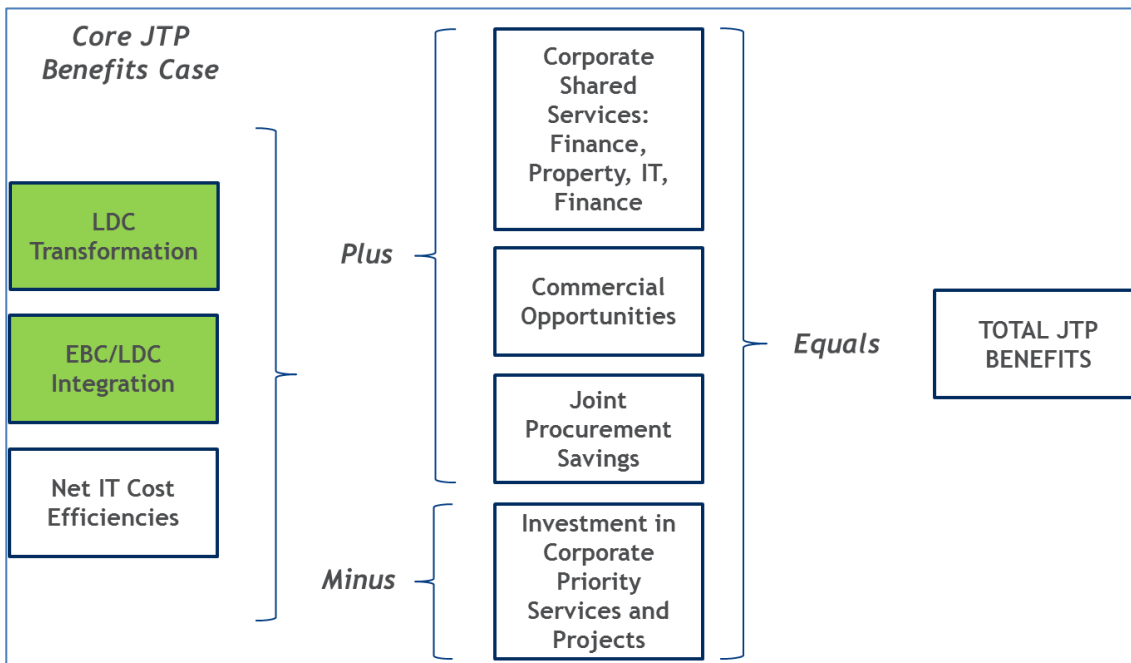 Core JTP
Benefits Case
LDC
Transformation
EBC/LDC
Integration
Net IT Cost
Efficiencies
Plus
Corporate
Shared
Services:
Finance,
Property, IT,
Finance
Commercial
Opportunities
Joint
Procurement
Savings
Minus
Investment in
Corporate
Priority
Services and
Projects
Equals
TOTAL JTP
BENEFITS